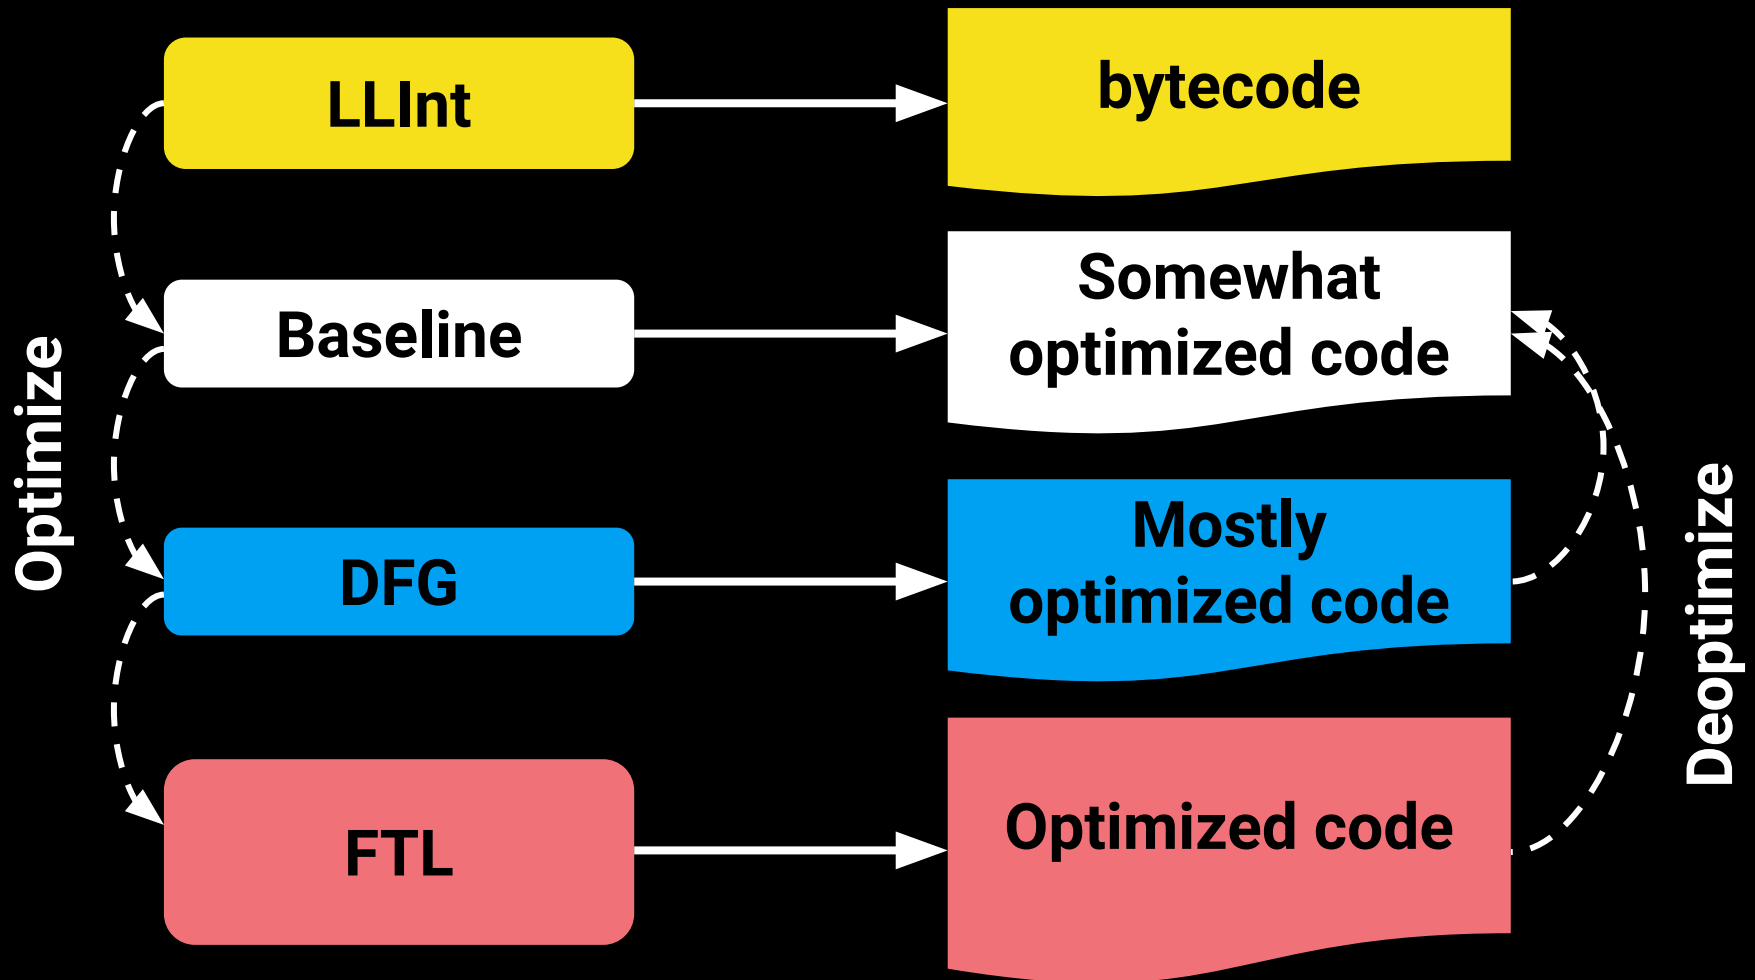 Optimize
LLInt
bytecode
Baseline
Somewhat
optimized code
DFG
Mostly
optimized code
FTL
Optimized code
Deoptimize